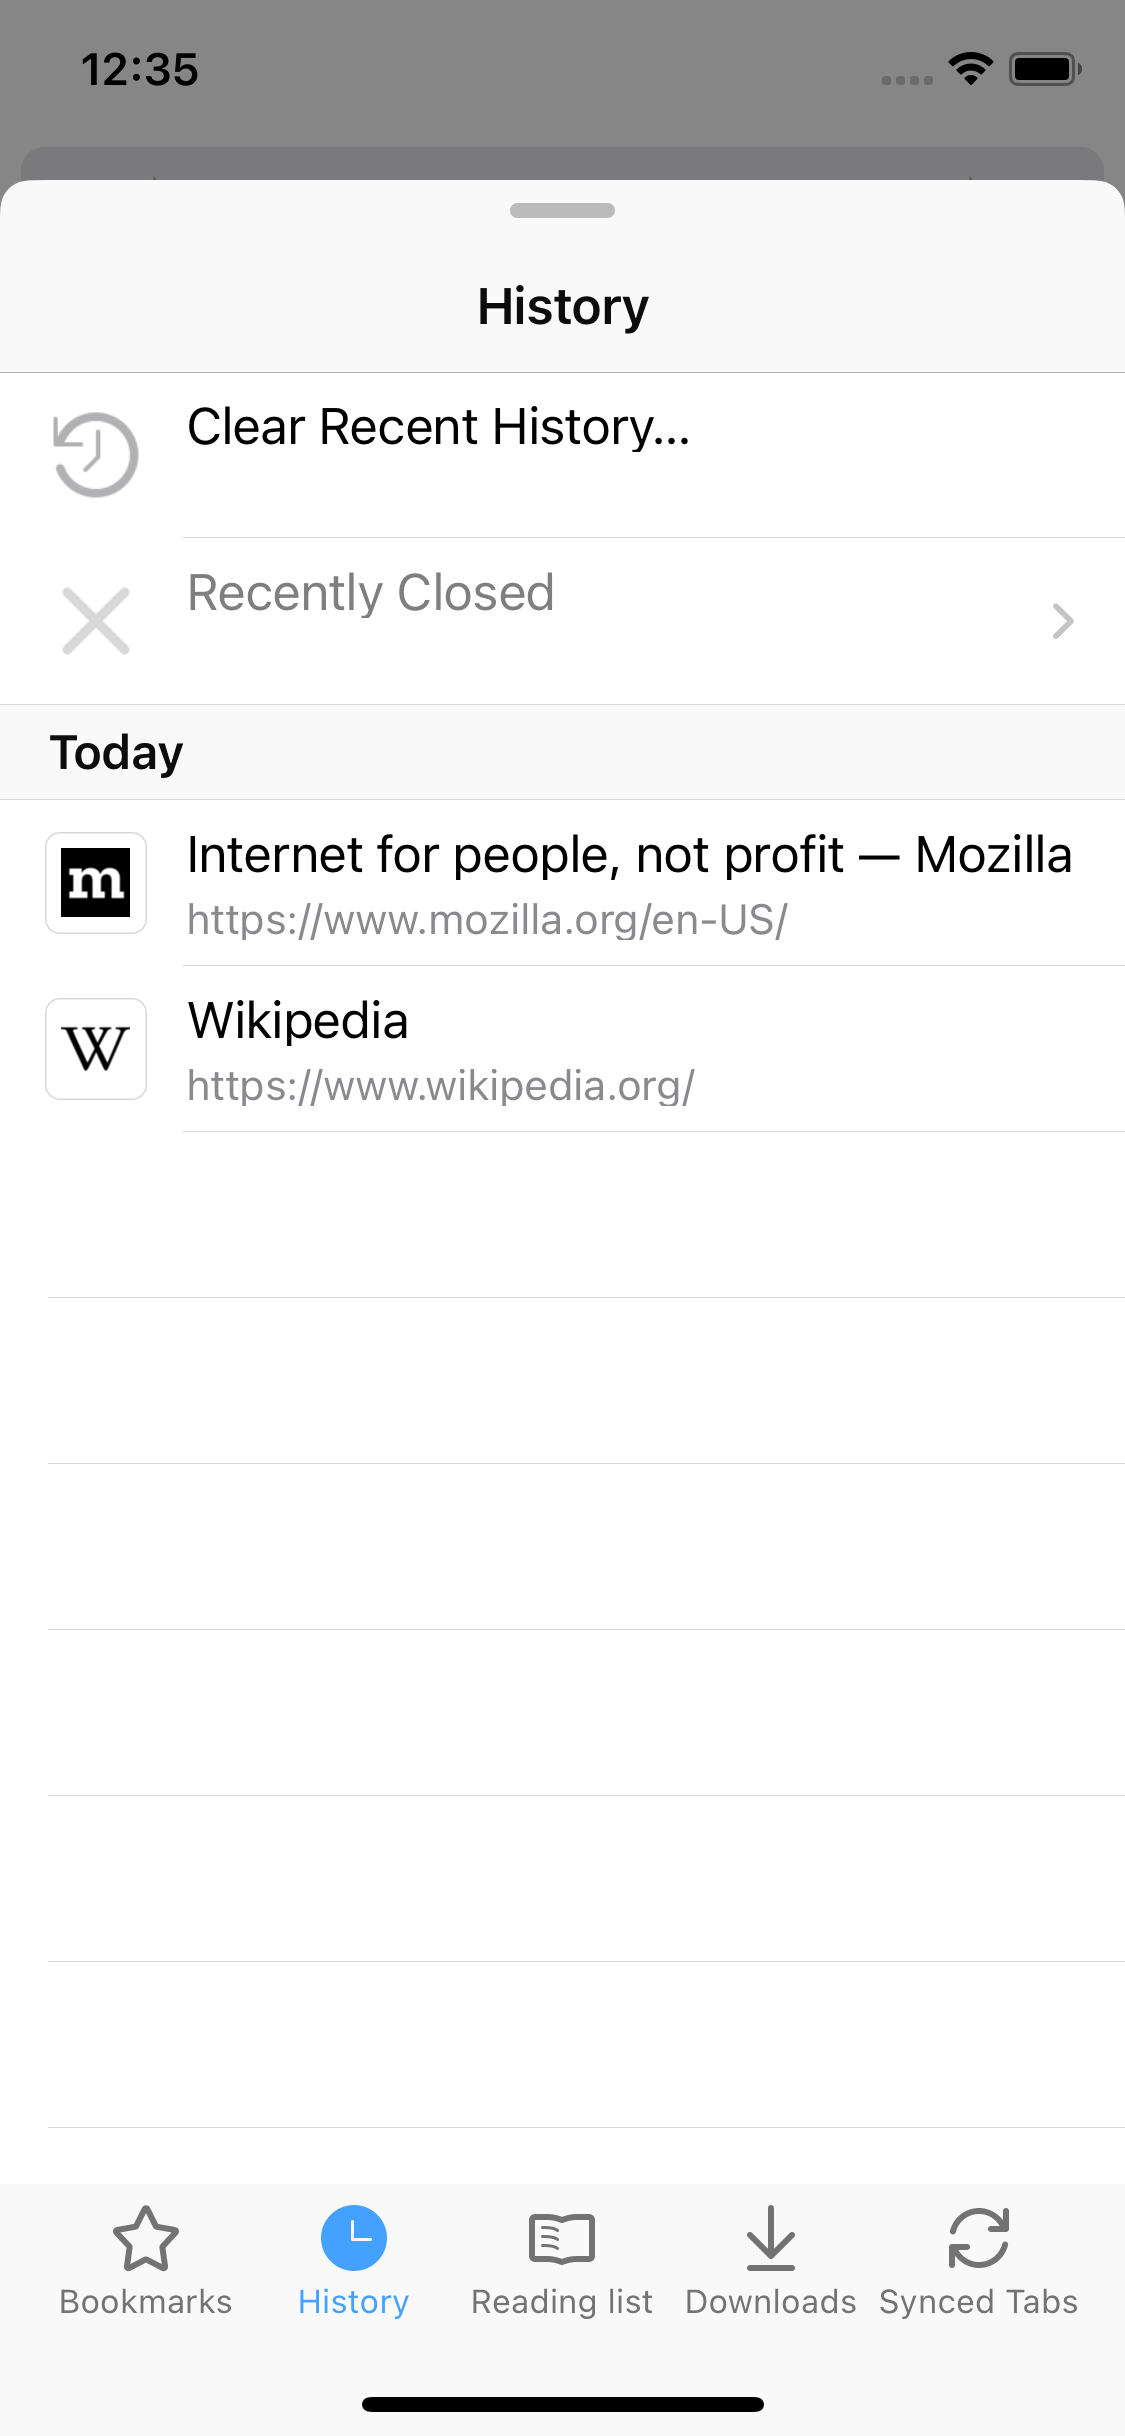 12:35
History
Clear Recent History...
Recently Closed
Today
m
Internet for people, not profit — Mozilla
https://www.mozilla.org/en-US/
W
Wikipedia
https://www.wikipedia.org/
Bookmarks
History
Reading list
Downloads
Synced Tabs